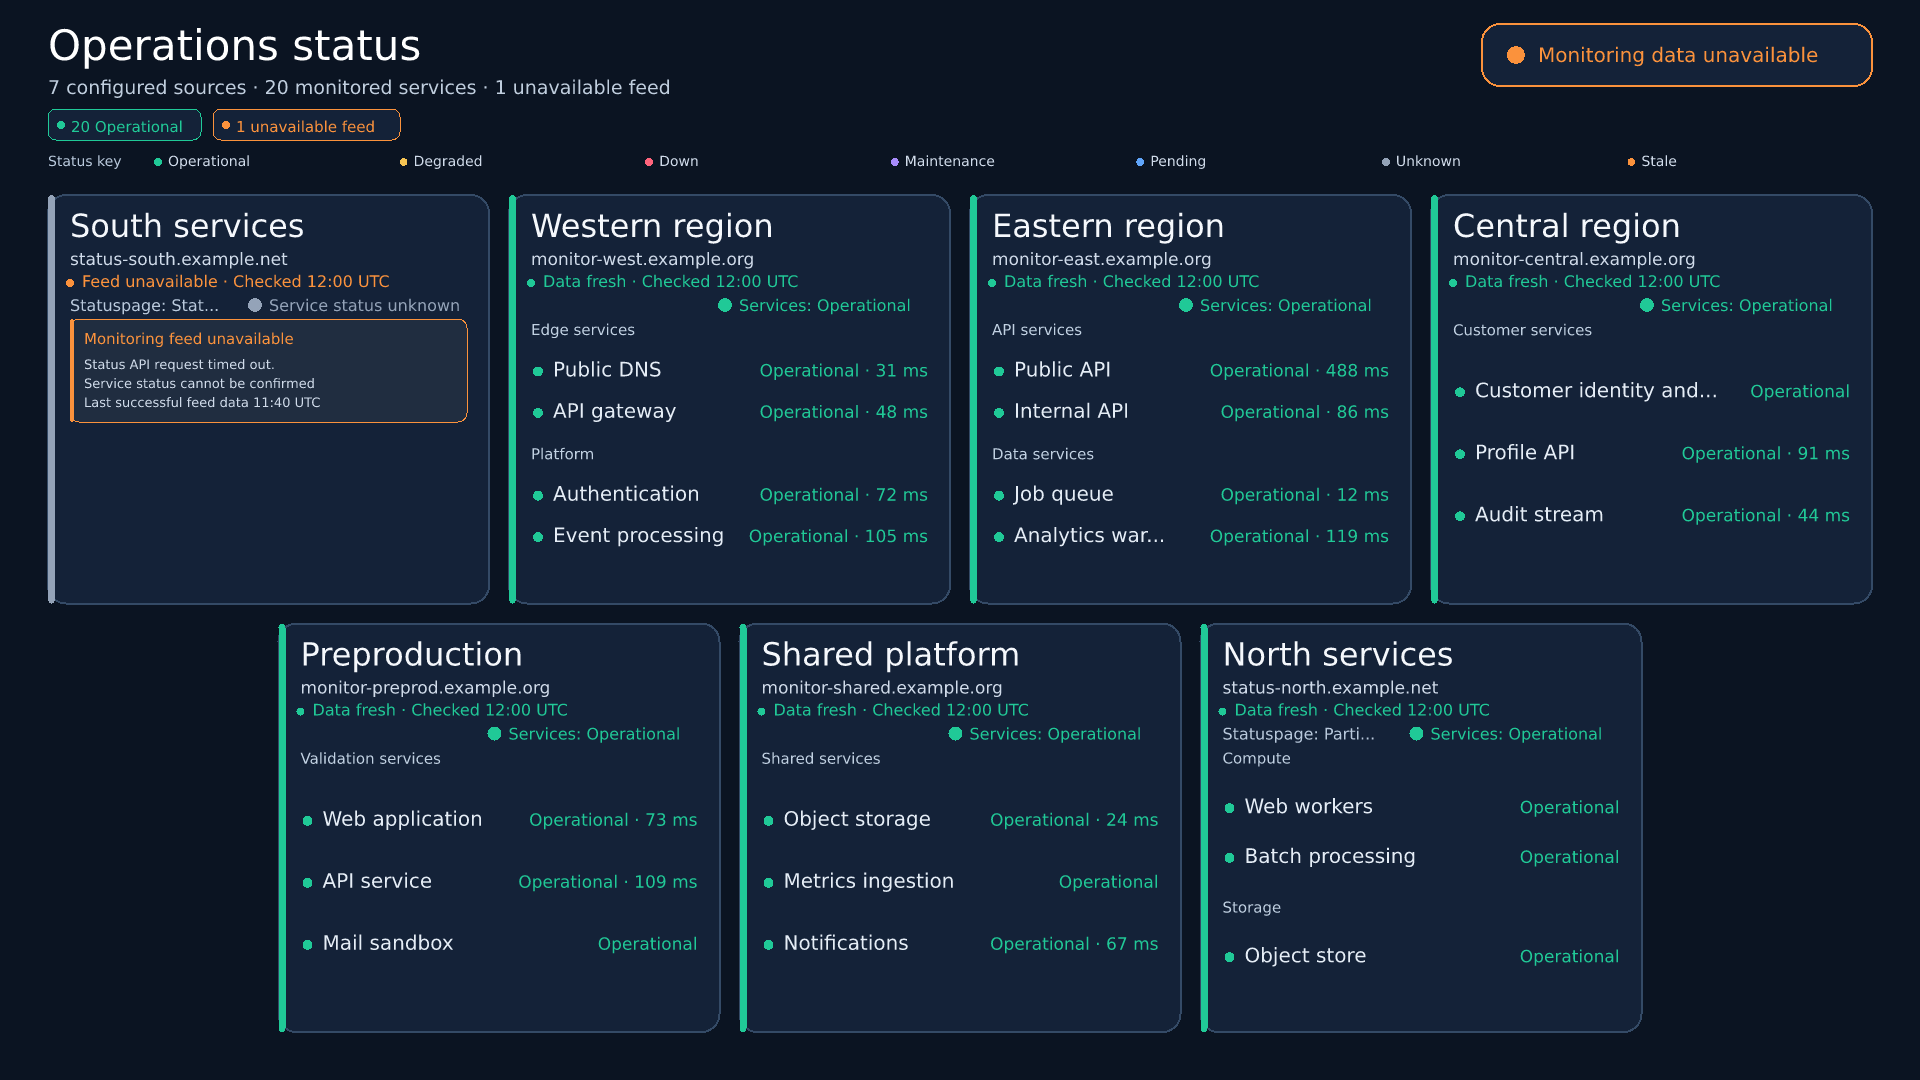 Operations status
Monitoring data unavailable
7 configured sources · 20 monitored services · 1 unavailable feed
20 Operational
1 unavailable feed
Status key
Operational
Degraded
Down
Maintenance
Pending
Unknown
Stale
South services
status-south.example.net
Feed unavailable · Checked 12:00 UTC
Statuspage: Stat...
Service status unknown
Monitoring feed unavailable
Status API request timed out.
Service status cannot be confirmed
Last successful feed data 11:40 UTC
Western region
monitor-west.example.org
Data fresh · Checked 12:00 UTC
Services: Operational
Edge services
Public DNS Operational · 31 ms
API gateway Operational · 48 ms
Platform
Authentication Operational · 72 ms
Event processing Operational · 105 ms
Eastern region
monitor-east.example.org
Data fresh · Checked 12:00 UTC
Services: Operational
API services
Public API Operational · 488 ms
Internal API Operational · 86 ms
Data services
Job queue Operational · 12 ms
Analytics war... Operational · 119 ms
Central region
monitor-central.example.org
Data fresh · Checked 12:00 UTC
Services: Operational
Customer services
Customer identity and... Operational
Profile API Operational · 91 ms
Audit stream Operational · 44 ms
Preproduction
monitor-preprod.example.org
Data fresh · Checked 12:00 UTC
Services: Operational
Validation services
Web application Operational · 73 ms
API service Operational · 109 ms
Mail sandbox Operational
Shared platform
monitor-shared.example.org
Data fresh · Checked 12:00 UTC
Services: Operational
Shared services
Object storage Operational · 24 ms
Metrics ingestion Operational
Notifications Operational · 67 ms
North services
status-north.example.net
Data fresh · Checked 12:00 UTC
Statuspage: Parti...
Services: Operational
Compute
Web workers Operational
Batch processing Operational
Storage
Object store Operational